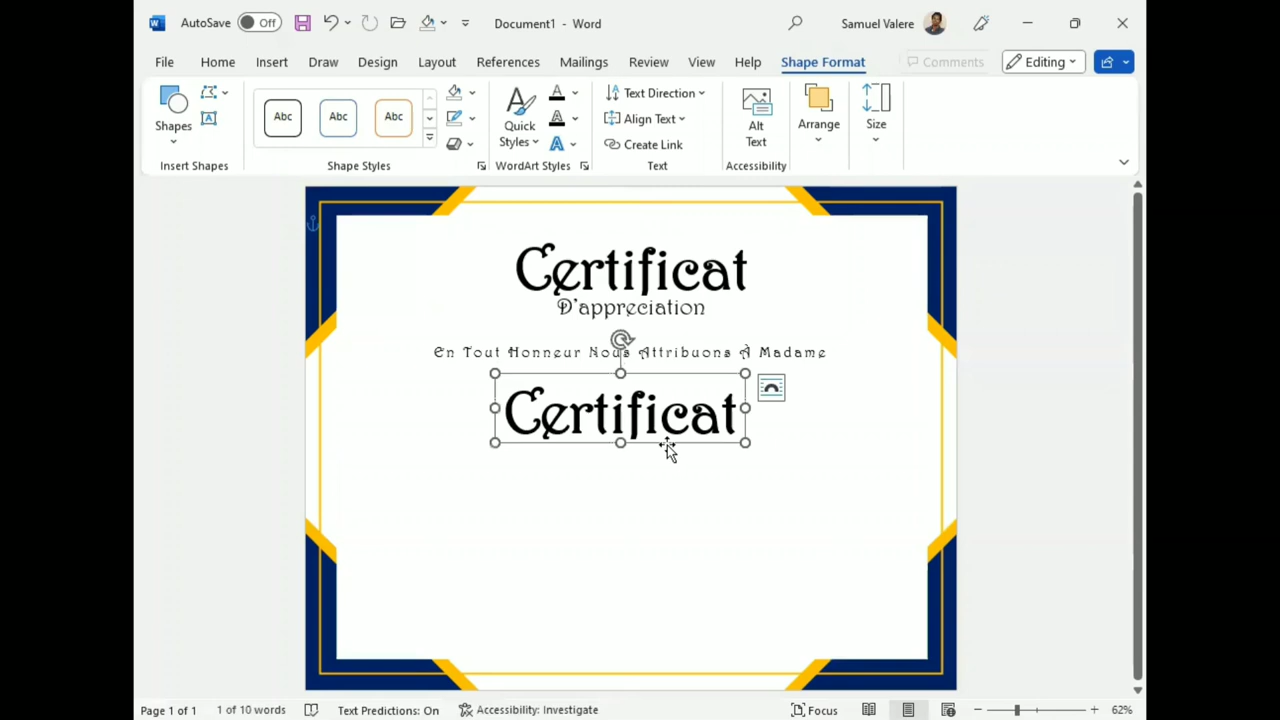 AutoSave Off Document1 - Word Samuel Valere
File Home Insert Draw Design Layout References Mailings Review View Help Shape Format Comments Editing
Shapes Abc Abc Abc Quick Styles Text Direction Align Text Create Link Alt Text Arrange Size
Insert Shapes Shape Styles WordArt Styles Text Accessibility
Certificat
D'appreciation
En Tout Honneur Nous Attribuons À Madame
Certificat
Page 1 of 1 1 of 10 words Text Predictions: On Accessibility: Investigate Focus 62%